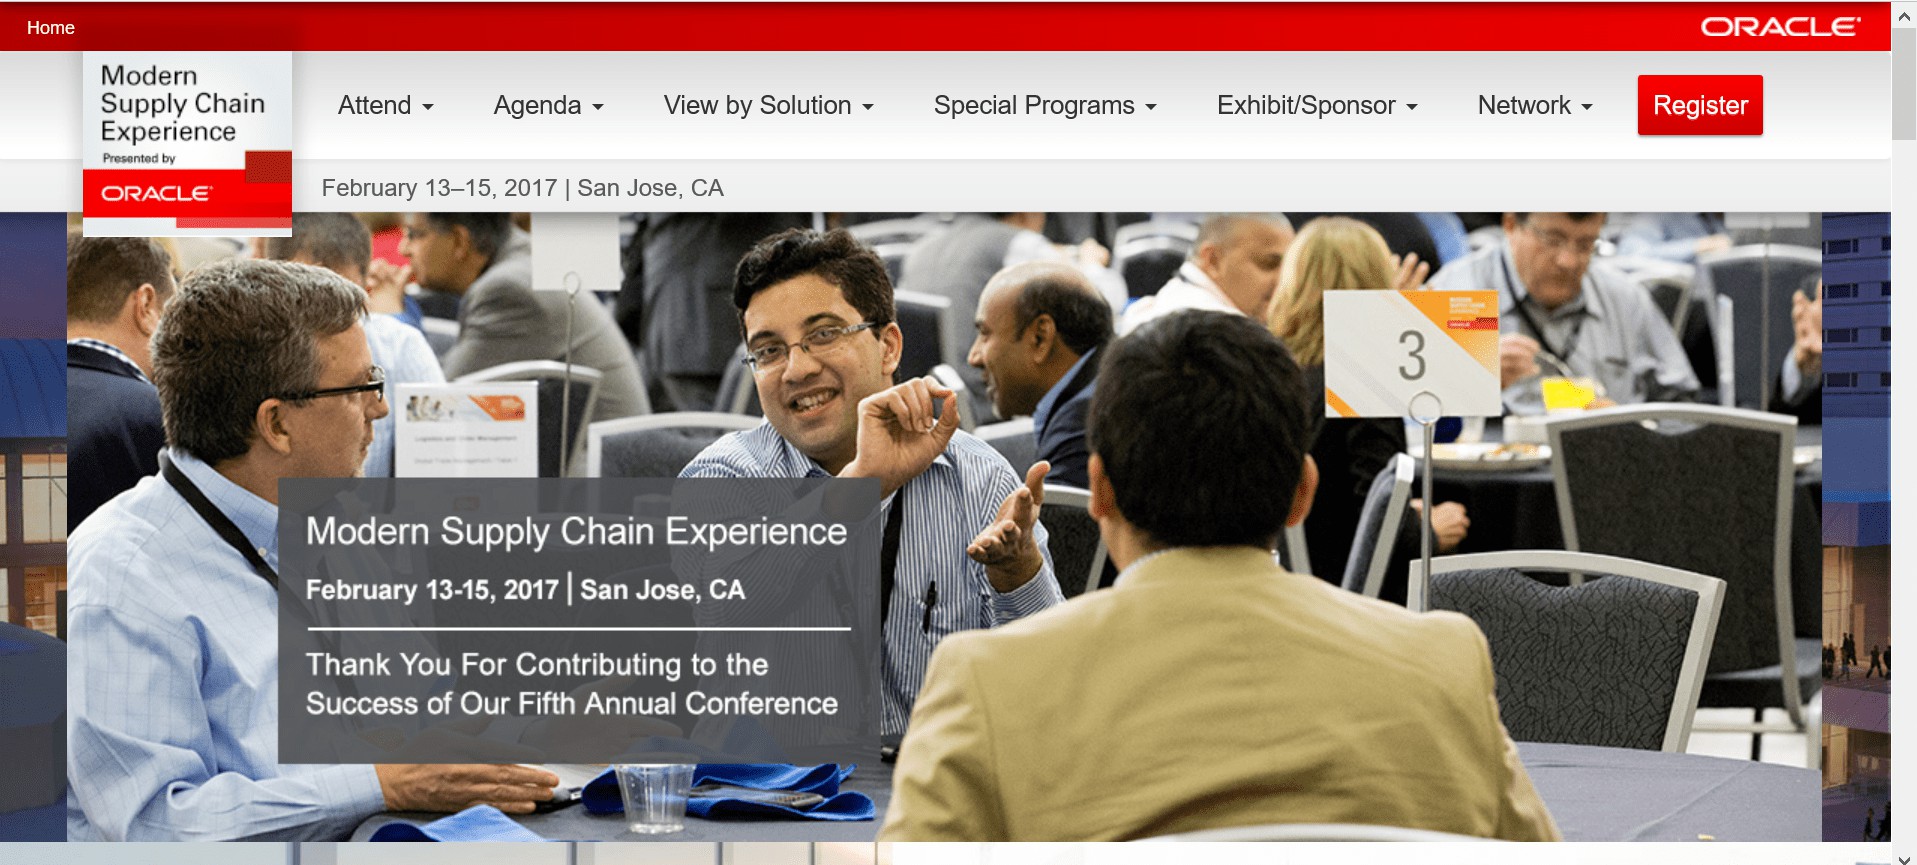 Home
ORACLE
Modern
Supply Chain
Experience
Presented by
ORACLE
Attend
Agenda
View by Solution
Special Programs
Exhibit/Sponsor
Network
Register
February 13–15, 2017 | San Jose, CA
3
Modern Supply Chain Experience
February 13-15, 2017 | San Jose, CA
Thank You For Contributing to the
Success of Our Fifth Annual Conference